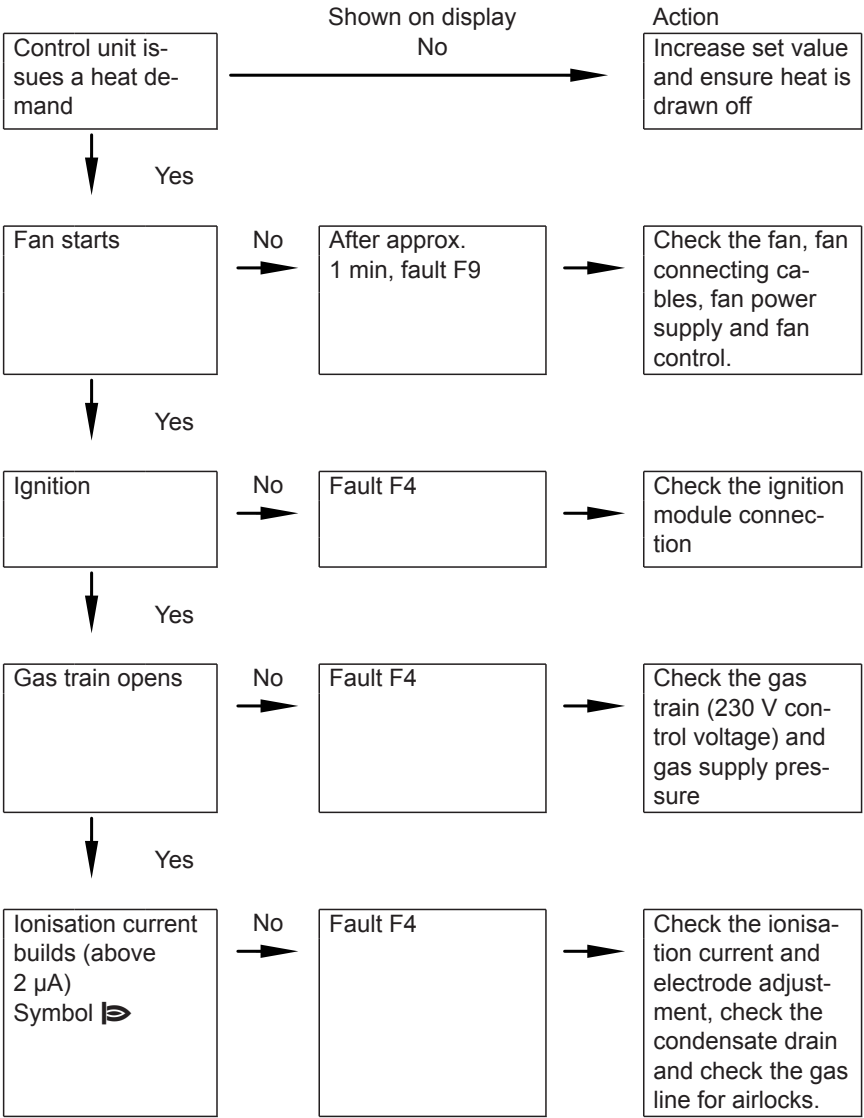 Shown on display
Action
Control unit is-
sues a heat de-
mand
No
Increase set value
and ensure heat is
drawn off
Yes
Fan starts
No
After approx.
1 min, fault F9
Check the fan, fan
connecting ca-
bles, fan power
supply and fan
control.
Yes
Ignition
No
Fault F4
Check the ignition
module connec-
tion
Yes
Gas train opens
No
Fault F4
Check the gas
train (230 V con-
trol voltage) and
gas supply pres-
sure
Yes
Ionisation current
builds (above
2 µA)
Symbol
No
Fault F4
Check the ionisa-
tion current and
electrode adjust-
ment, check the
condensate drain
and check the gas
line for airlocks.